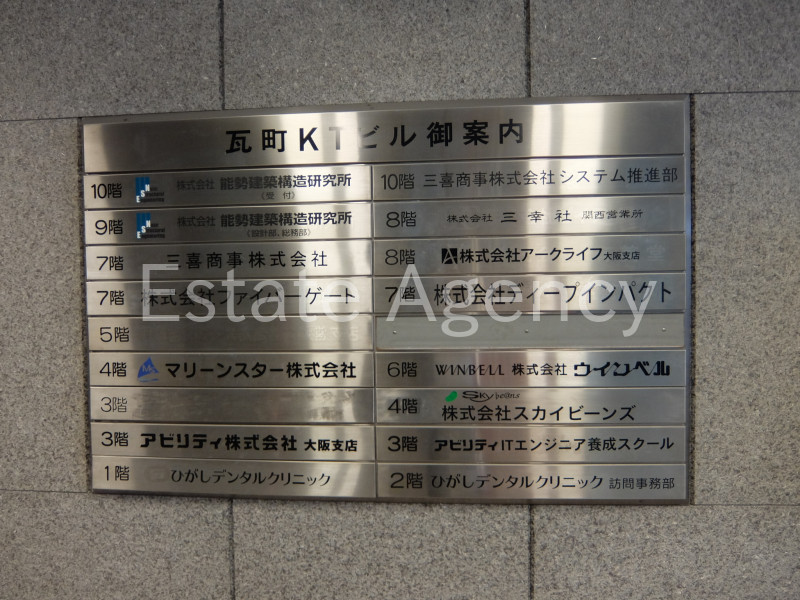 瓦町KTビル御案内
10階 株式会社 能勢建築構造研究所
(受付)
10階 三喜商事株式会社システム推進部
9階 株式会社 能勢建築構造研究所
(設計部、総務部)
8階 株式会社 三幸社 関西営業所
7階 三喜商事株式会社
8階 株式会社アークライフ 大阪支店
7階 株式会社ファイバーゲート
7階 株式会社ディープインパクト
5階
4階 マリーンスター株式会社
6階 WINBELL 株式会社 ウインベル
3階
4階 Sky beans
株式会社スカイビーンズ
3階 アビリティ株式会社 大阪支店
3階 アビリティITエンジニア養成スクール
1階 ひがしデンタルクリニック
2階 ひがしデンタルクリニック 訪問事務部
Estate Agency